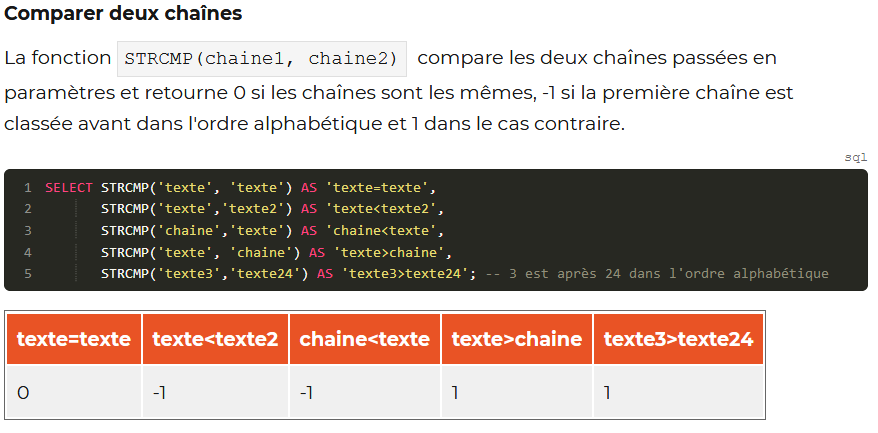 Comparer deux chaînes
La fonction STRCMP(chaine1, chaine2) compare les deux chaînes passées en
paramètres et retourne 0 si les chaînes sont les mêmes, -1 si la première chaîne est
classée avant dans l'ordre alphabétique et 1 dans le cas contraire.
sql
1 SELECT STRCMP('texte', 'texte') AS 'texte=texte',
2 STRCMP('texte','texte2') AS 'texte<texte2',
3 STRCMP('chaine','texte') AS 'chaine<texte',
4 STRCMP('texte', 'chaine') AS 'texte>chaine',
5 STRCMP('texte3','texte24') AS 'texte3>texte24'; -- 3 est après 24 dans l'ordre alphabétique
texte=texte texte<texte2 chaine<texte texte>chaine texte3>texte24
0 -1 -1 1 1